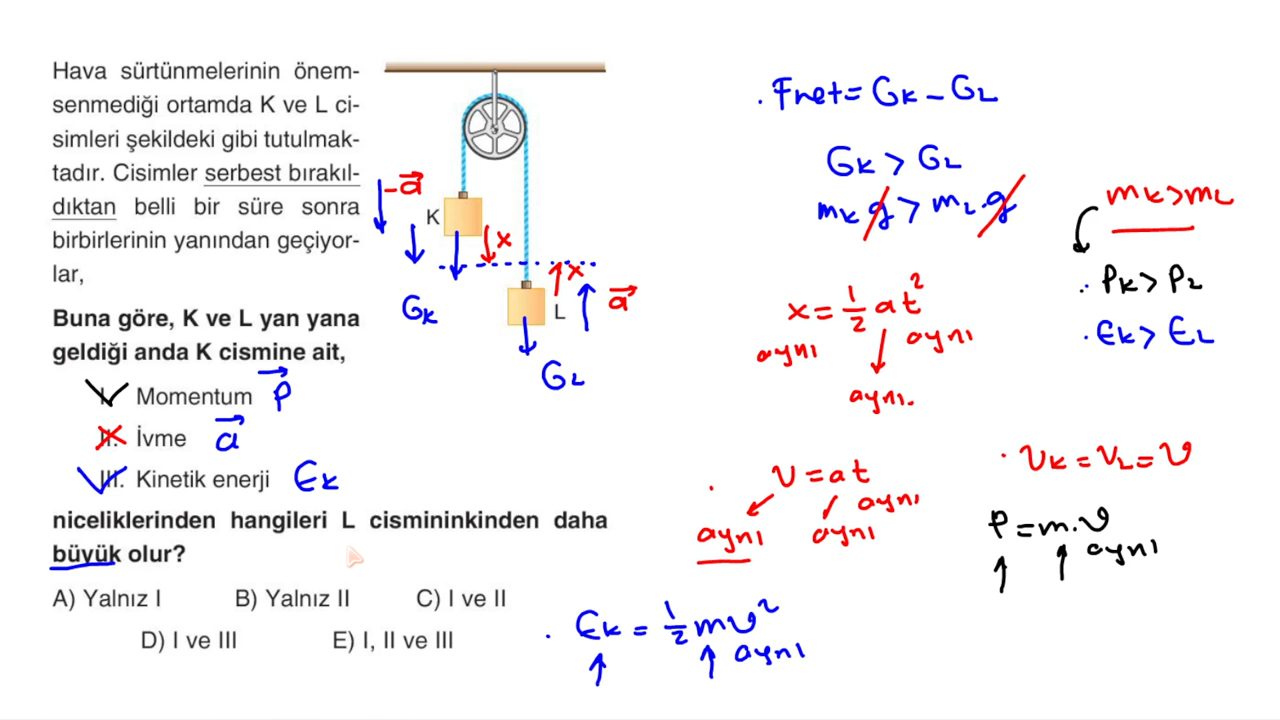 Hava sürtünmelerinin önem-
senmediği ortamda K ve L ci-
simleri şekildeki gibi tutulmak-
tadır. Cisimler serbest bırakıl-
dıktan belli bir süre sonra
birbirlerinin yanından geçiyor-
lar,
Buna göre, K ve L yan yana
geldiği anda K cismine ait,
I. Momentum P
II. İvme a
III. Kinetik enerji EK
niceliklerinden hangileri L cismininkinden daha
büyük olur?
A) Yalnız I B) Yalnız II C) I ve II
D) I ve III E) I, II ve III
-a
K
x
x
L
a
GK
GL
. Fnet = GK - GL
GK > GL
mK g > mL . g
x = 1/2 at²
aynı aynı
aynı.
. V = at
aynı
aynı aynı
. EK = 1/2 mV²
aynı
mK > mL
. PK > PL
. EK > EL
. VK = VL = V
P = m.V
aynı